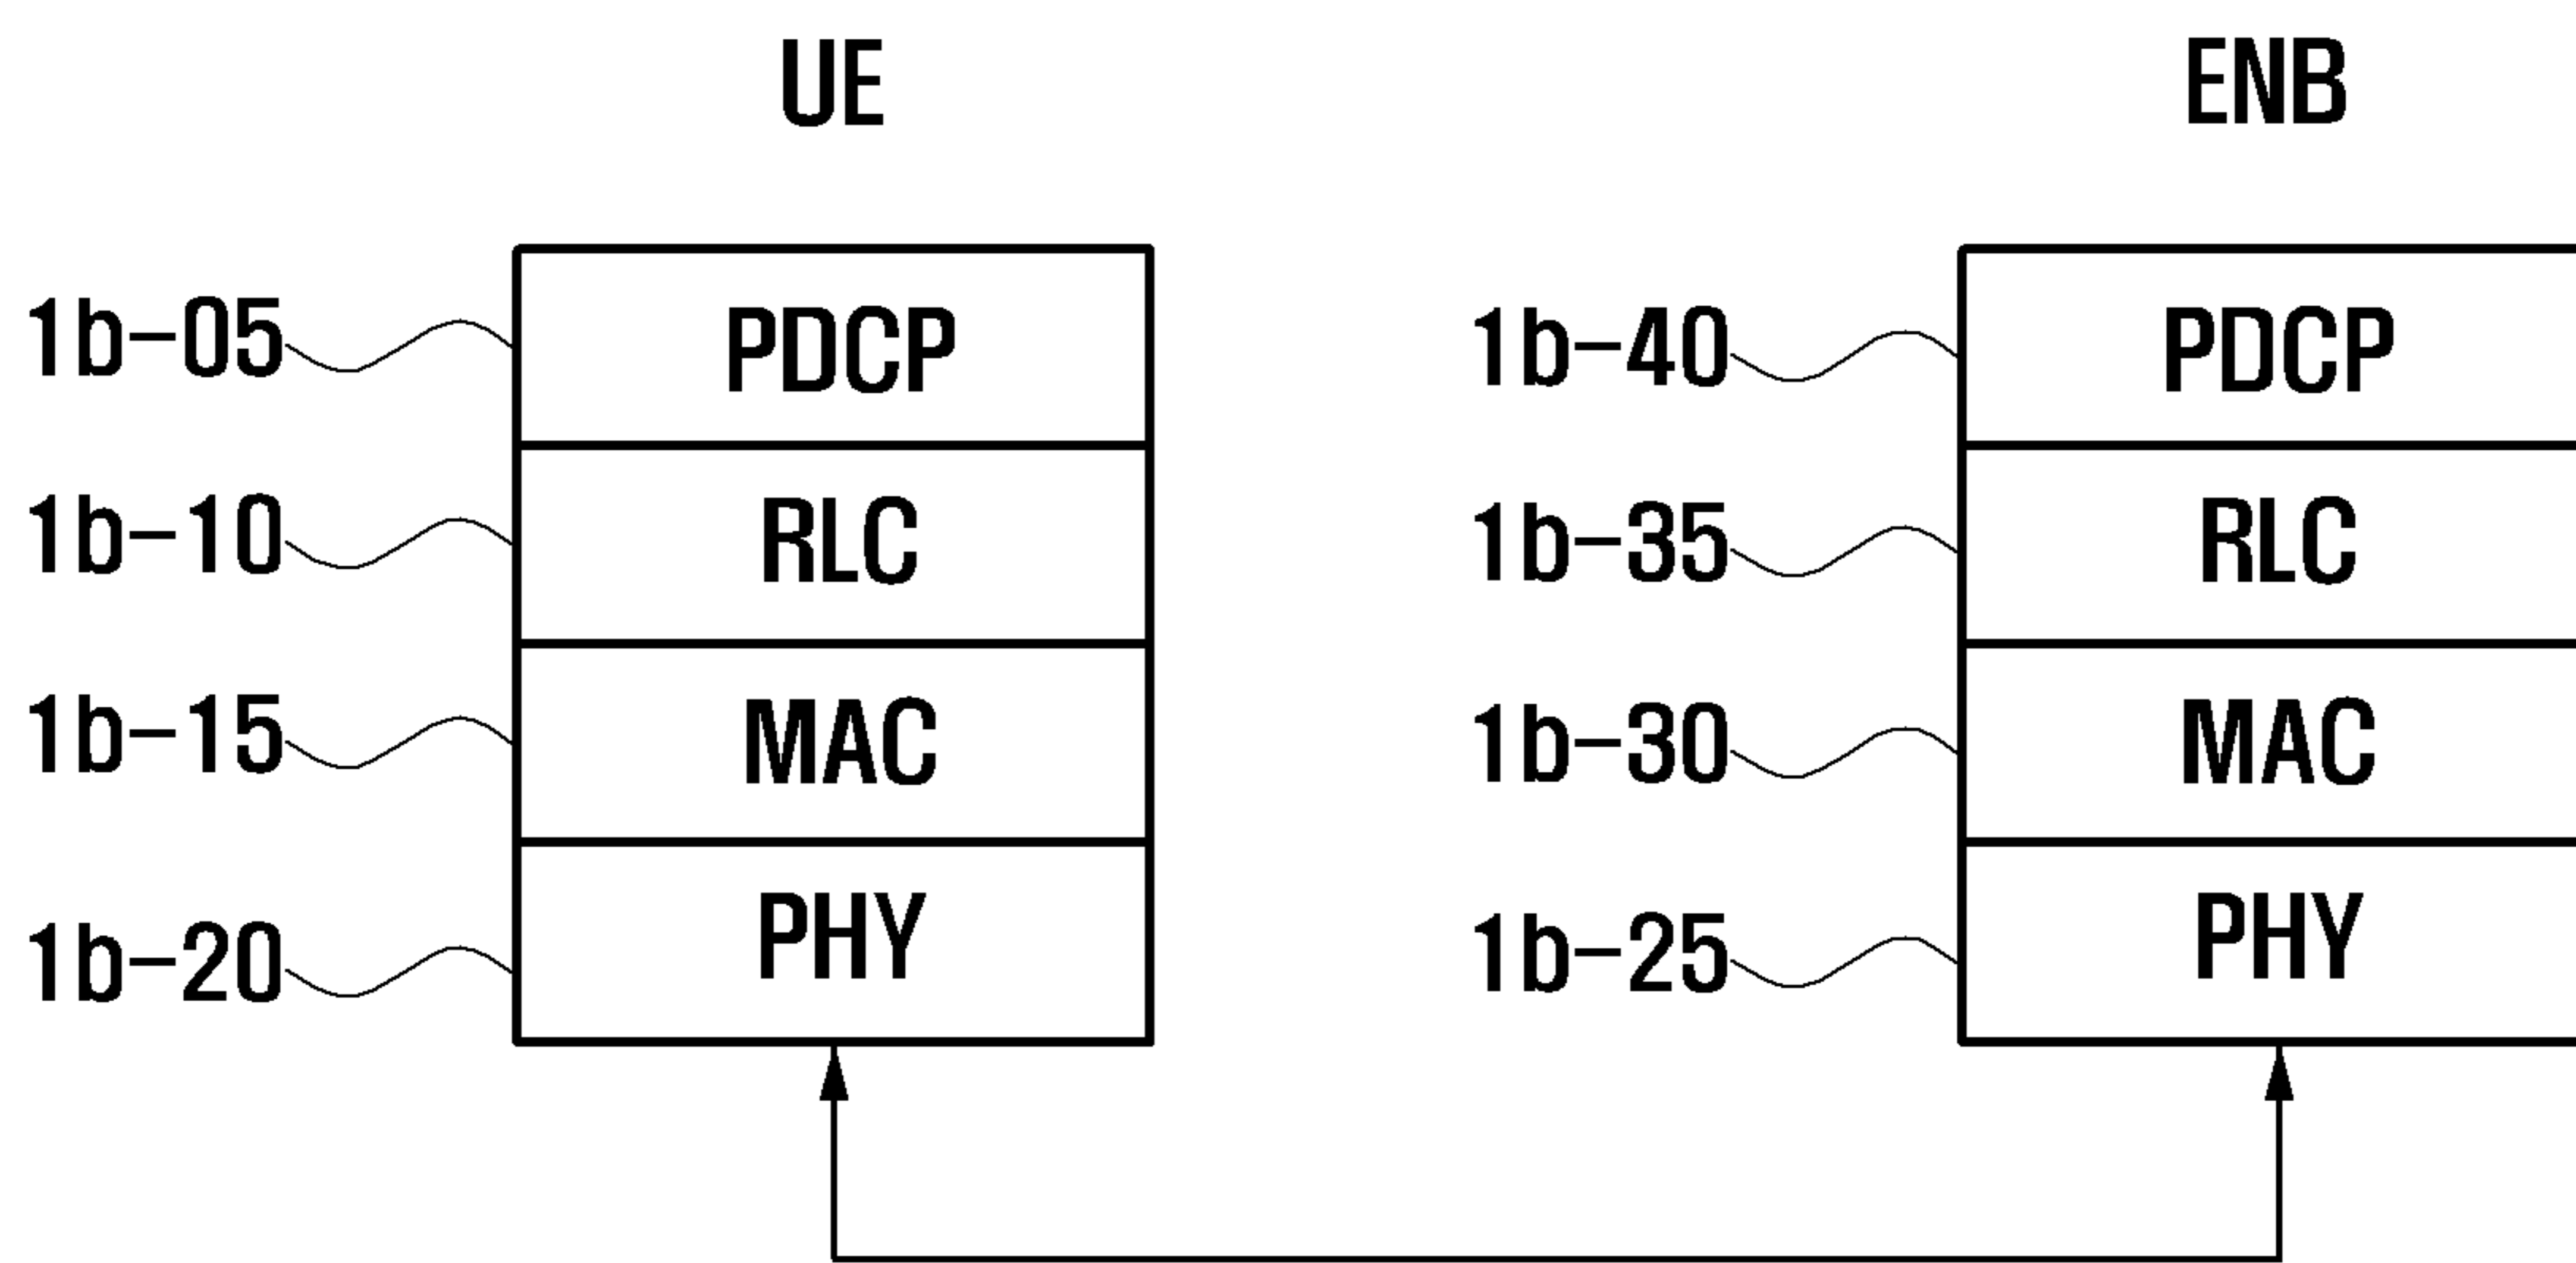 UE ENB
1b-05 PDCP 1b-40 PDCP
1b-10 RLC 1b-35 RLC
1b-15 MAC 1b-30 MAC
1b-20 PHY 1b-25 PHY